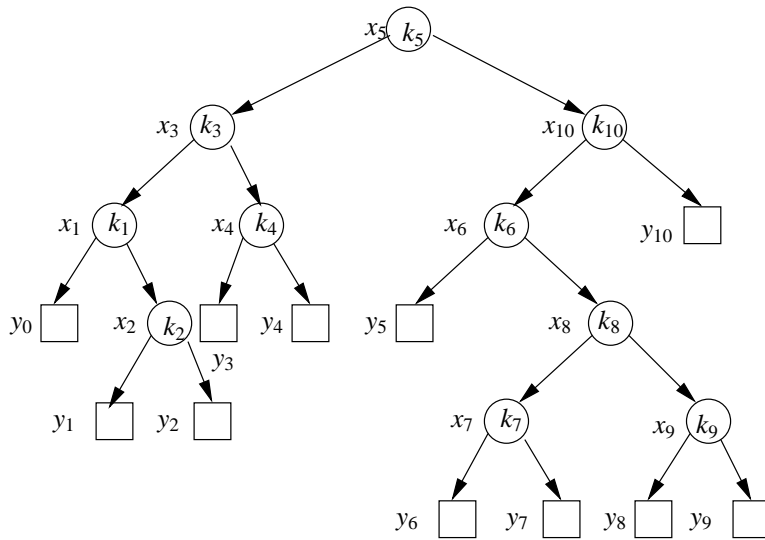 x₅ k₅
x₃ k₃ x₁₀ k₁₀
x₁ k₁ x₄ k₄ x₆ k₆ y₁₀
y₀ x₂ k₂ y₃ y₄ y₅ x₈ k₈
y₁ y₂ x₇ k₇ x₉ k₉
y₆ y₇ y₈ y₉